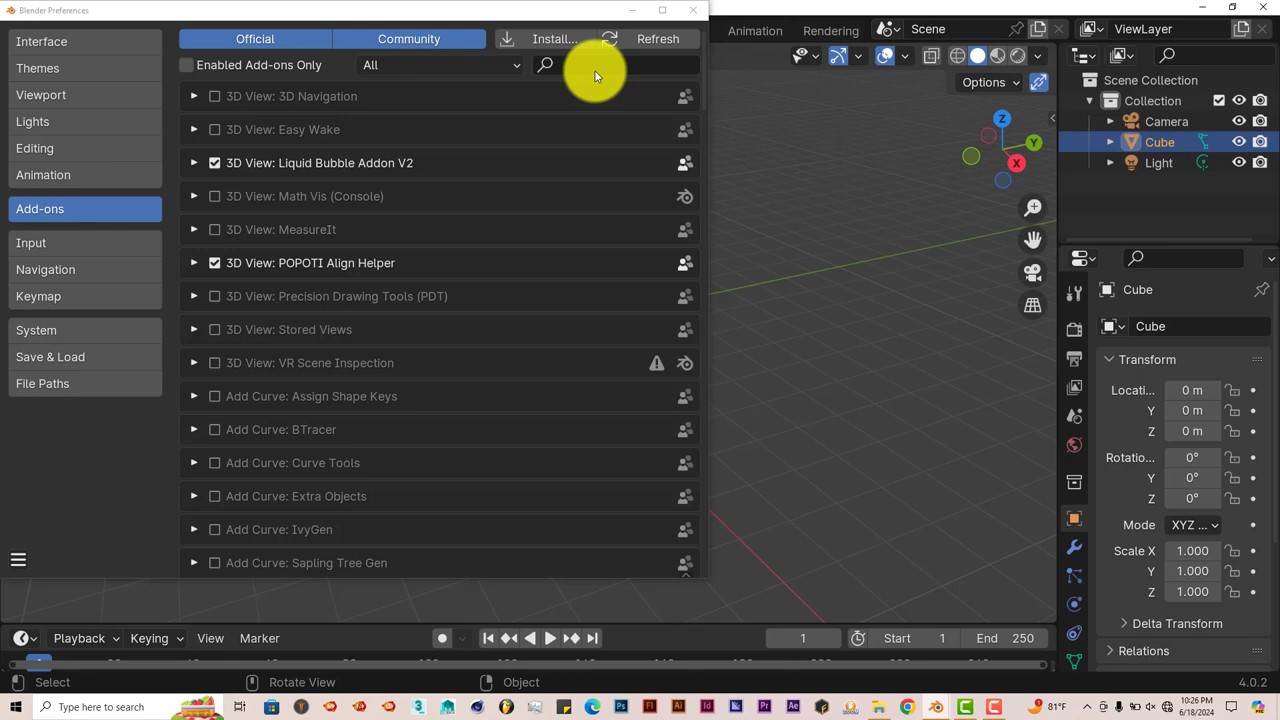 Blender Preferences
Interface
Themes
Viewport
Lights
Editing
Animation
Add-ons
Input
Navigation
Keymap
System
Save & Load
File Paths
Official
Community
Install...
Refresh
Enabled Add-ons Only
All
3D View: 3D Navigation
3D View: Easy Wake
3D View: Liquid Bubble Addon V2
3D View: Math Vis (Console)
3D View: MeasureIt
3D View: POPOTI Align Helper
3D View: Precision Drawing Tools (PDT)
3D View: Stored Views
3D View: VR Scene Inspection
Add Curve: Assign Shape Keys
Add Curve: BTracer
Add Curve: Curve Tools
Add Curve: Extra Objects
Add Curve: IvyGen
Add Curve: Sapling Tree Gen
Animation
Rendering
Scene
ViewLayer
Options
Z
Y
X
Scene Collection
Collection
Camera
Cube
Light
Cube
Cube
Transform
Locati... 0 m
Y 0 m
Z 0 m
Rotatio... 0°
Y 0°
Z 0°
Mode XYZ ...
Scale X 1.000
Y 1.000
Z 1.000
Delta Transform
Relations
Playback
Keying
View
Marker
1
Start 1
End 250
Select
Rotate View
Object
4.0.2
Type here to search
81°F
10:26 PM
6/18/2024